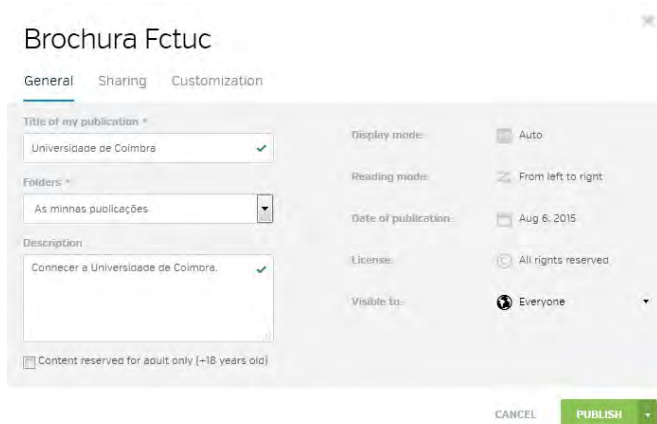 Brochura Fctuc
General Sharing Customization
Title of my publication *
Universidade de Coimbra
Folders *
As minhas publicações
Description
Connecer a Universidade de Coimbra.
Content reserved for adult only (+18 years old)
Display mode: Auto
Reading mode: From left to right
Date of publication: Aug 6, 2015
License: All rights reserved
Visible to: Everyone
CANCEL PUBLISH